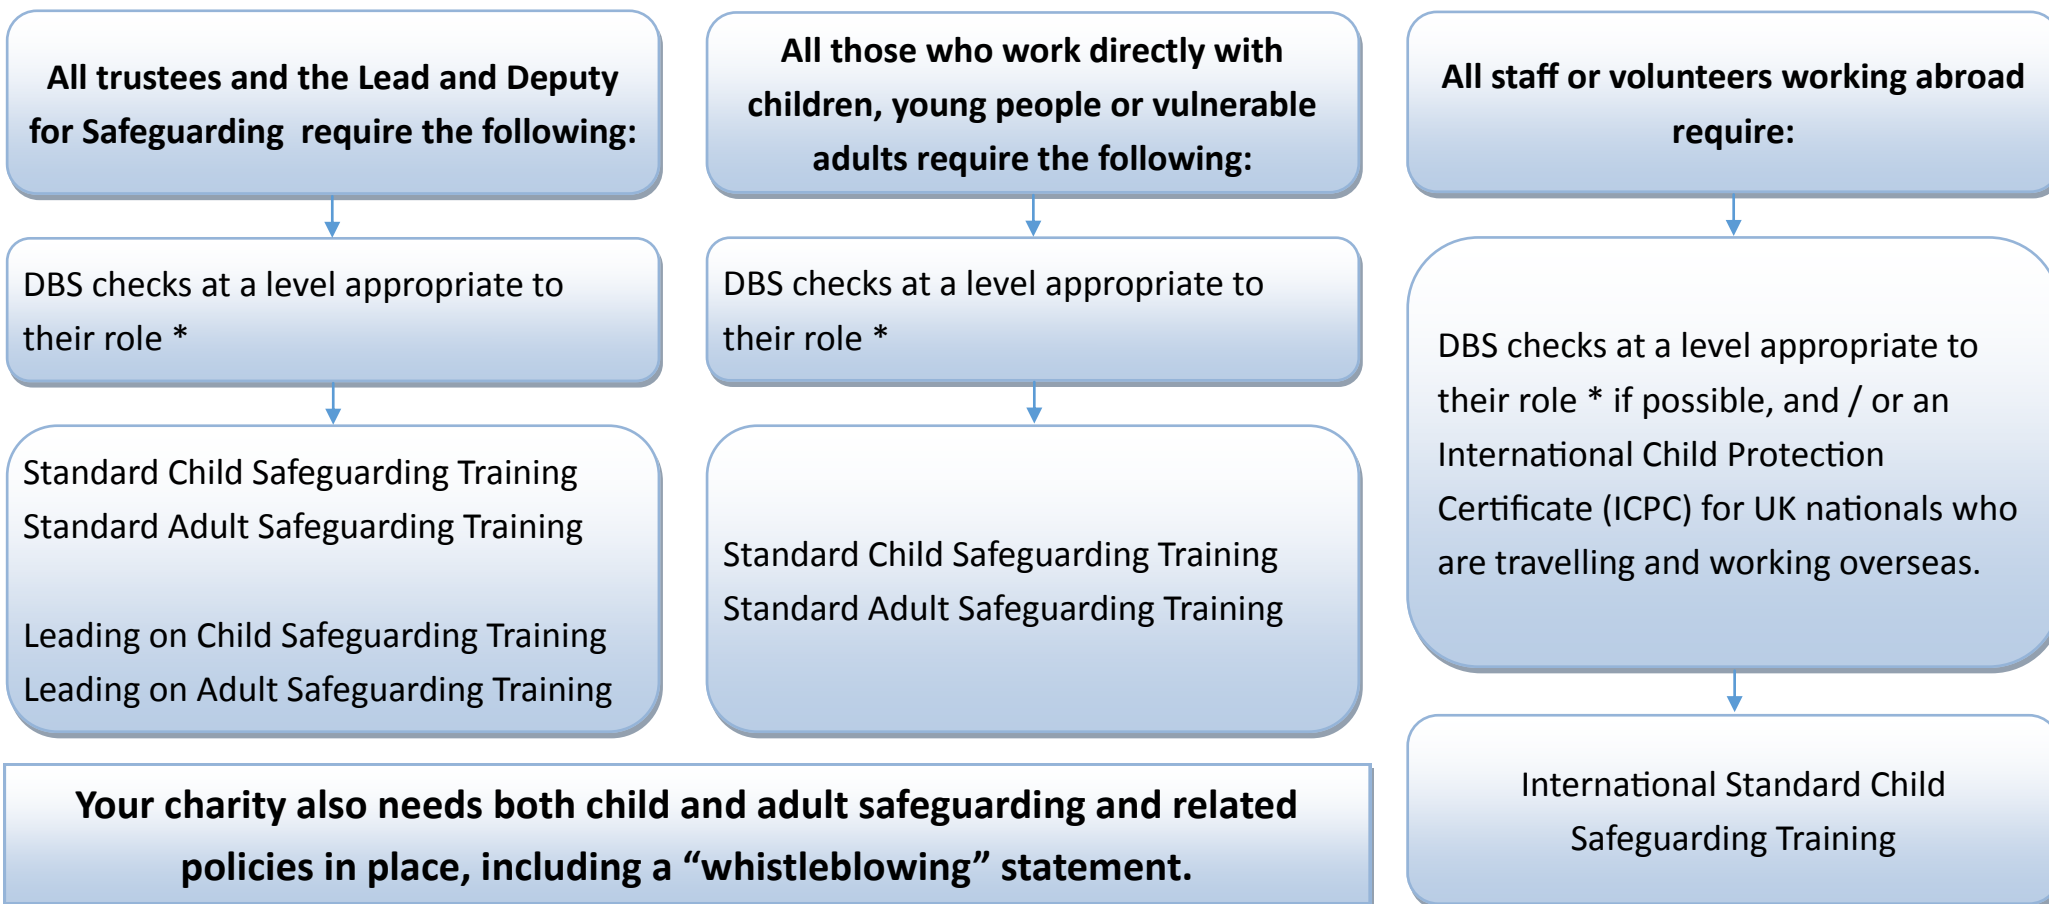 All trustees and the Lead and Deputy
for Safeguarding require the following:
DBS checks at a level appropriate to
their role *
Standard Child Safeguarding Training
Standard Adult Safeguarding Training
Leading on Child Safeguarding Training
Leading on Adult Safeguarding Training
All those who work directly with
children, young people or vulnerable
adults require the following:
DBS checks at a level appropriate to
their role *
Standard Child Safeguarding Training
Standard Adult Safeguarding Training
All staff or volunteers working abroad
require:
DBS checks at a level appropriate to
their role * if possible, and / or an
International Child Protection
Certificate (ICPC) for UK nationals who
are travelling and working overseas.
International Standard Child
Safeguarding Training
Your charity also needs both child and adult safeguarding and related
policies in place, including a “whistleblowing” statement.